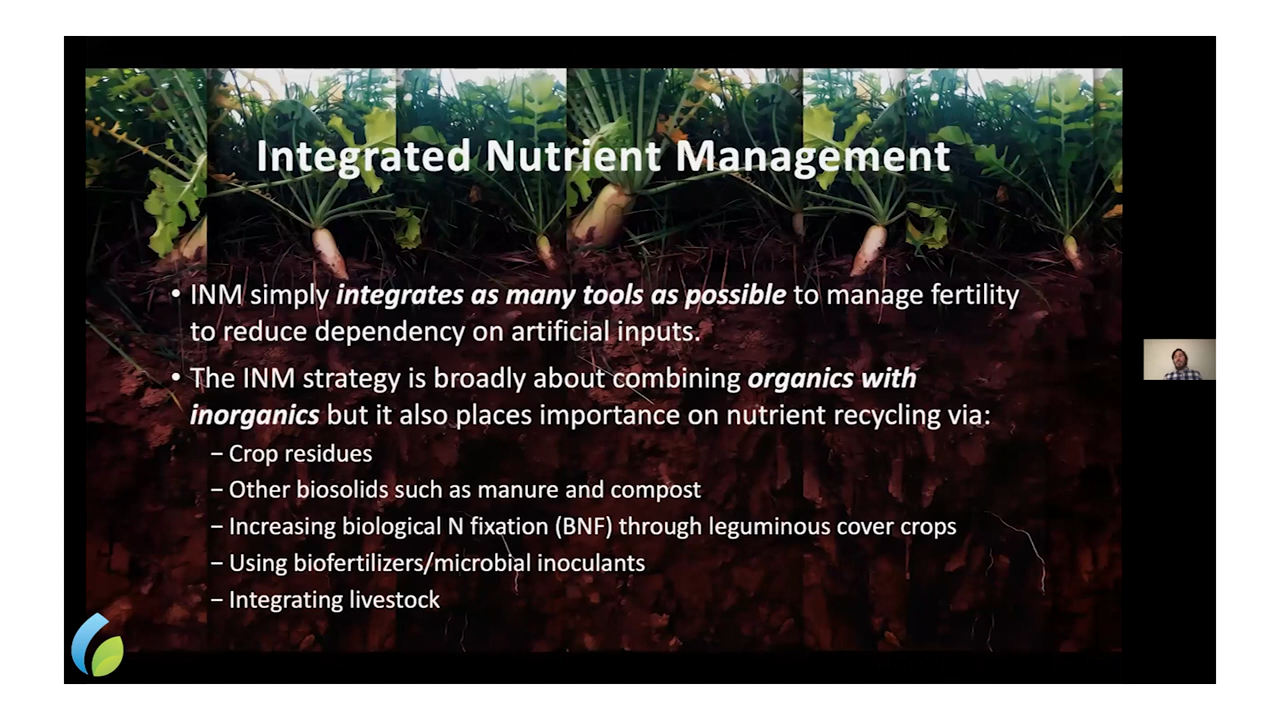 Integrated Nutrient Management
• INM simply integrates as many tools as possible to manage fertility
to reduce dependency on artificial inputs.
• The INM strategy is broadly about combining organics with
inorganics but it also places importance on nutrient recycling via:
– Crop residues
– Other biosolids such as manure and compost
– Increasing biological N fixation (BNF) through leguminous cover crops
– Using biofertilizers/microbial inoculants
– Integrating livestock